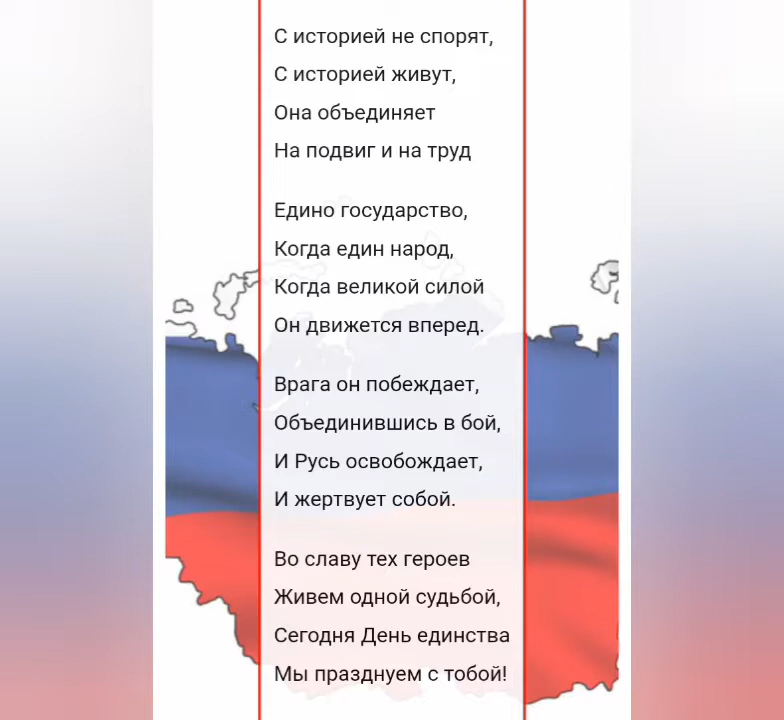 С историей не спорят,
С историей живут,
Она объединяет
На подвиг и на труд
Едино государство,
Когда един народ,
Когда великой силой
Он движется вперед.
Врага он побеждает,
Объединившись в бой,
И Русь освобождает,
И жертвует собой.
Во славу тех героев
Живем одной судьбой,
Сегодня День единства
Мы празднуем с тобой!